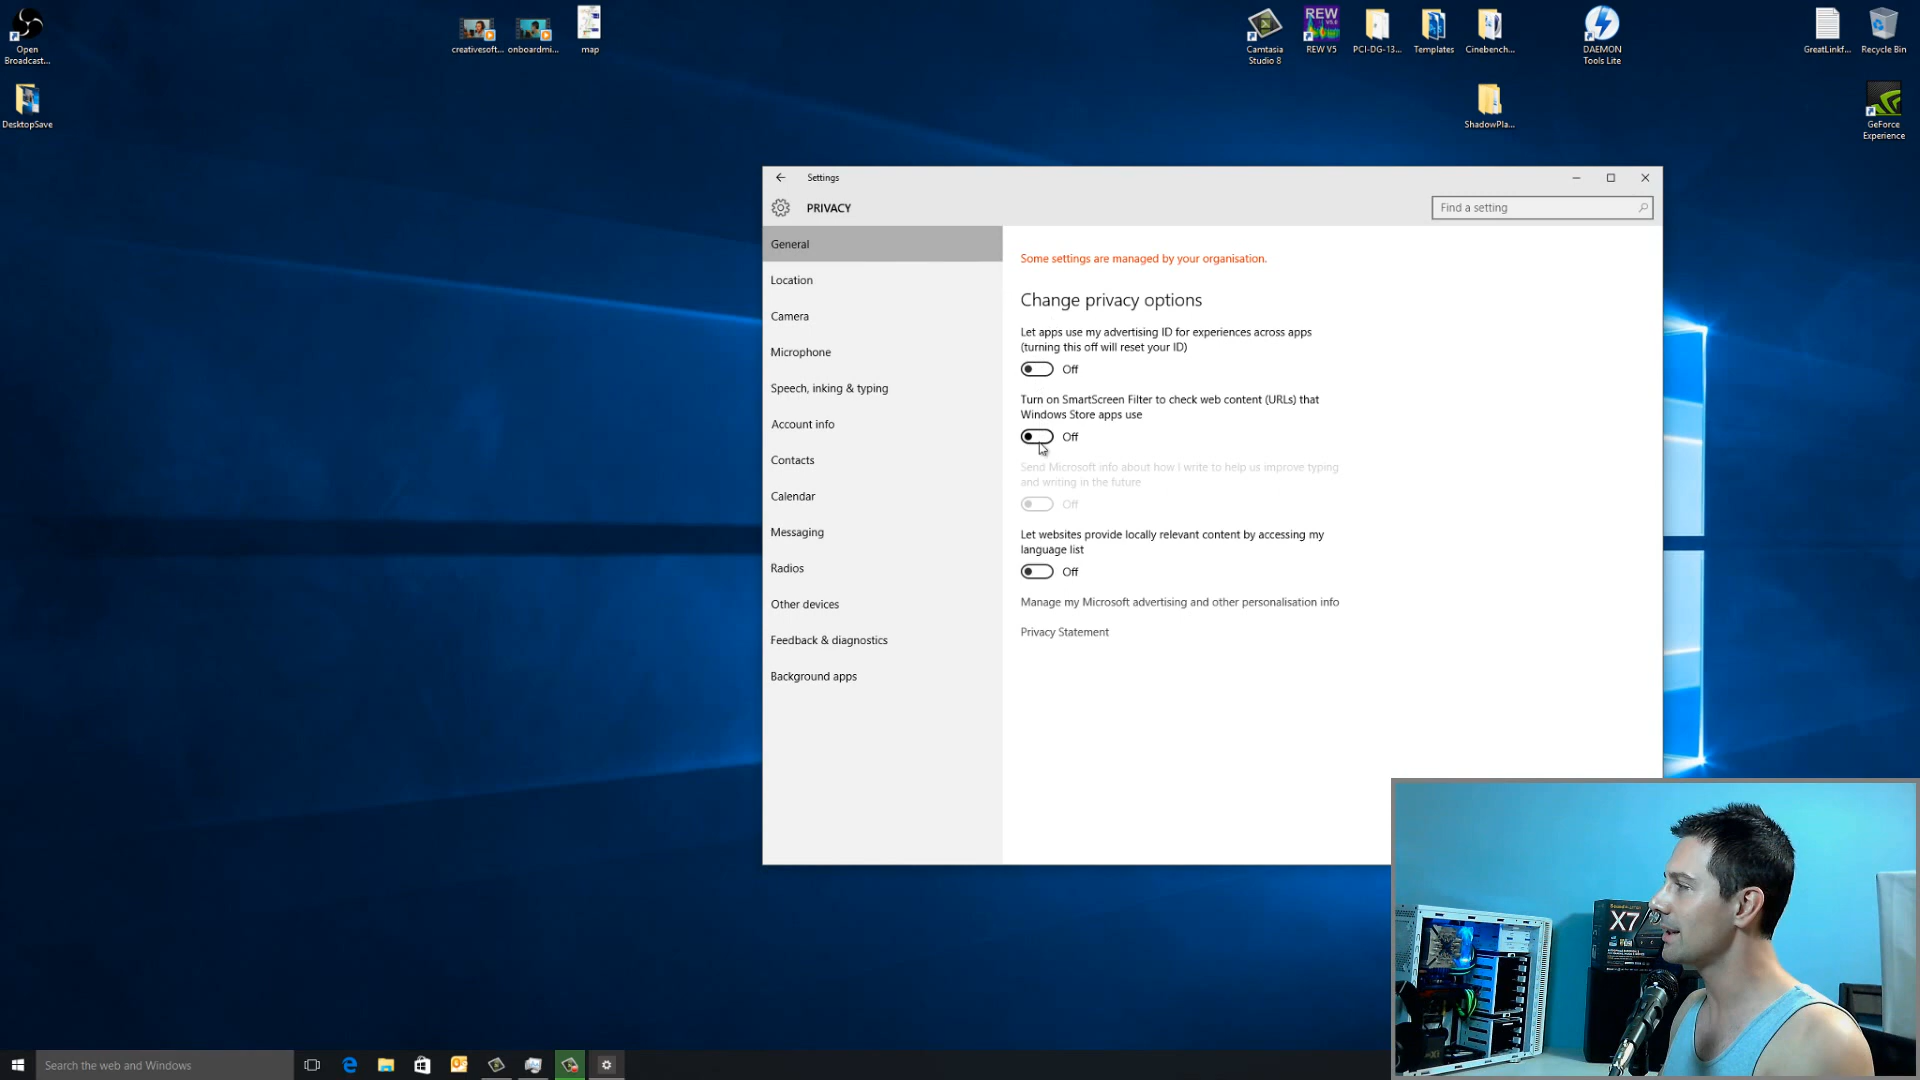 Open
Broadcast...
creativesoft...
onboardmi...
map
Camtasia
Studio 8
REW
REW V5
PCI-DG-13...
Templates
Cinebench...
DAEMON
Tools Lite
GreatLinkf...
Recycle Bin
DesktopSave
ShadowPla...
GeForce
Experience
Settings
PRIVACY
Find a setting
General
Location
Camera
Microphone
Speech, inking & typing
Account info
Contacts
Calendar
Messaging
Radios
Other devices
Feedback & diagnostics
Background apps
Some settings are managed by your organisation.
Change privacy options
Let apps use my advertising ID for experiences across apps
(turning this off will reset your ID)
Off
Turn on SmartScreen Filter to check web content (URLs) that
Windows Store apps use
Off
Send Microsoft info about how I write to help us improve typing
and writing in the future
Off
Let websites provide locally relevant content by accessing my
language list
Off
Manage my Microsoft advertising and other personalisation info
Privacy Statement
X7
Search the web and Windows